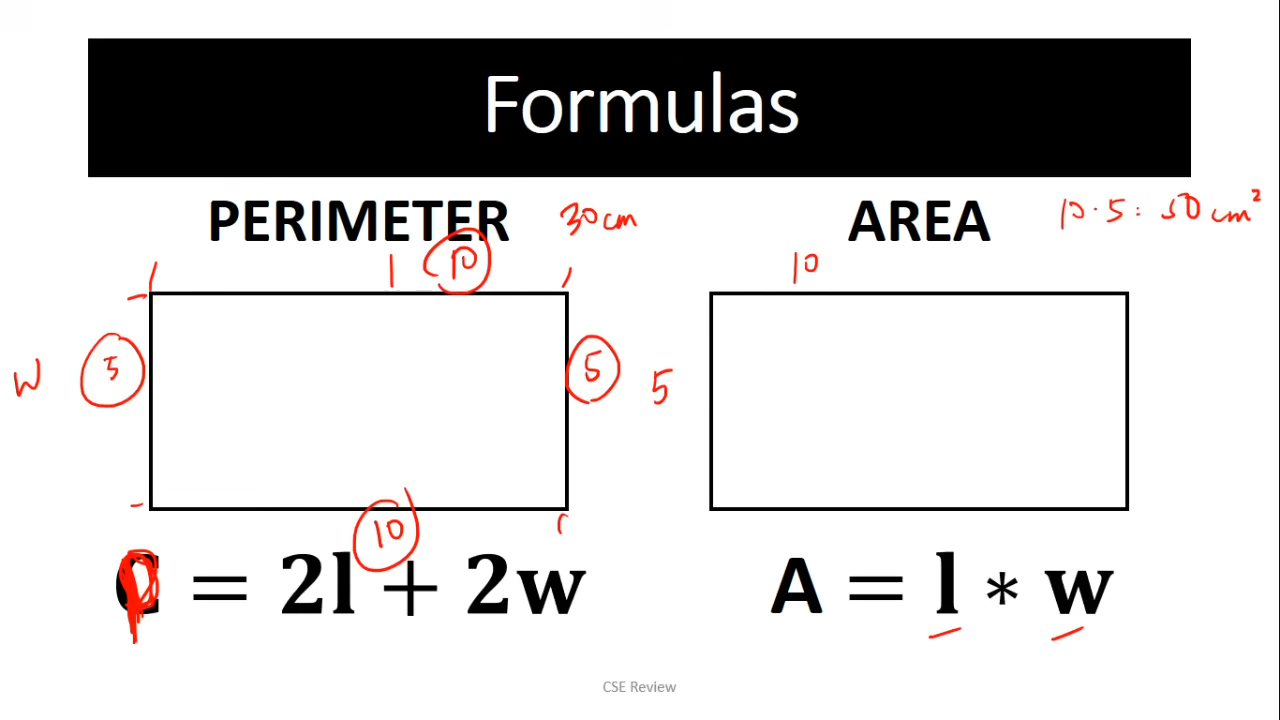 Formulas
PERIMETER 30cm
AREA 10 · 5 : 50 cm²
l 10
10
W 5
5
5
10
P = 2l + 2w
A = l * w
CSE Review